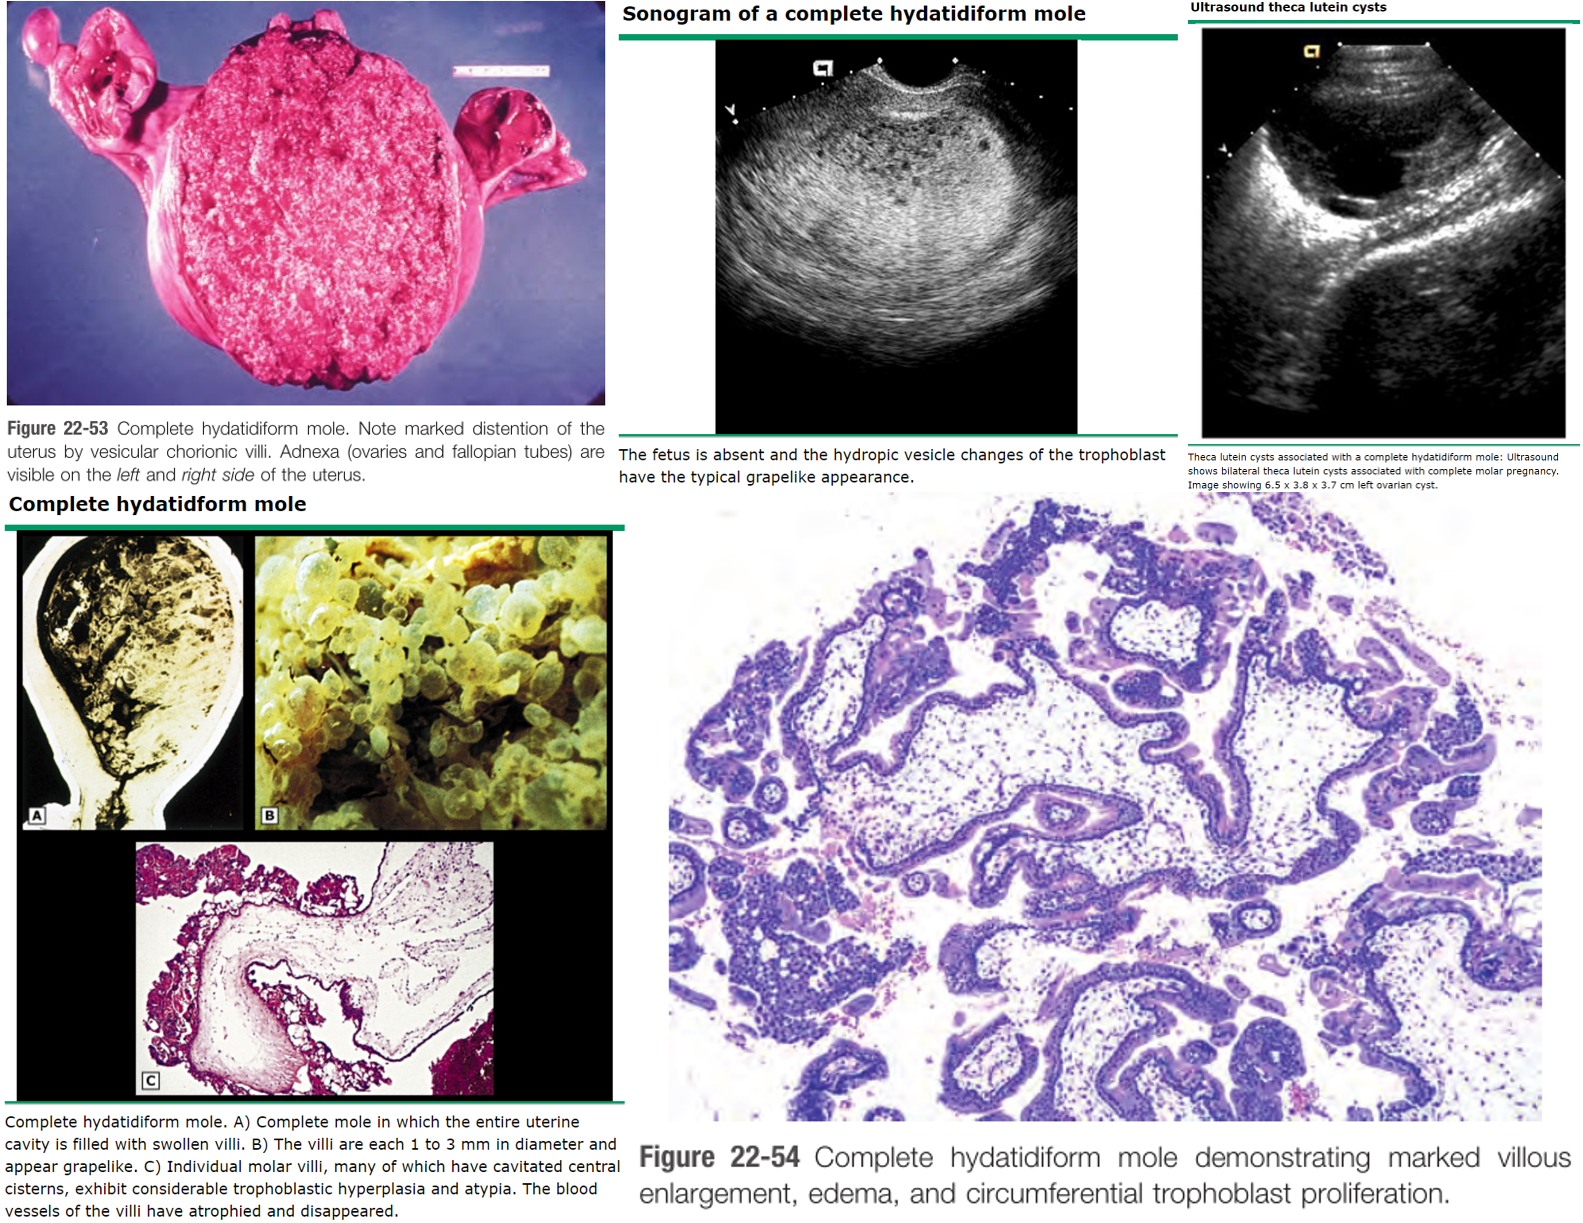 Figure 22-53 Complete hydatidiform mole. Note marked distention of the
uterus by vesicular chorionic villi. Adnexa (ovaries and fallopian tubes) are
visible on the left and right side of the uterus.
Sonogram of a complete hydatidiform mole
The fetus is absent and the hydropic vesicle changes of the trophoblast
have the typical grapelike appearance.
Ultrasound theca lutein cysts
Theca lutein cysts associated with a complete hydatidiform mole: Ultrasound
shows bilateral theca lutein cysts associated with complete molar pregnancy.
Image showing 6.5 x 3.8 x 3.7 cm left ovarian cyst.
Complete hydatidform mole
A
B
C
Complete hydatidiform mole. A) Complete mole in which the entire uterine
cavity is filled with swollen villi. B) The villi are each 1 to 3 mm in diameter and
appear grapelike. C) Individual molar villi, many of which have cavitated central
cisterns, exhibit considerable trophoblastic hyperplasia and atypia. The blood
vessels of the villi have atrophied and disappeared.
Figure 22-54 Complete hydatidiform mole demonstrating marked villous
enlargement, edema, and circumferential trophoblast proliferation.